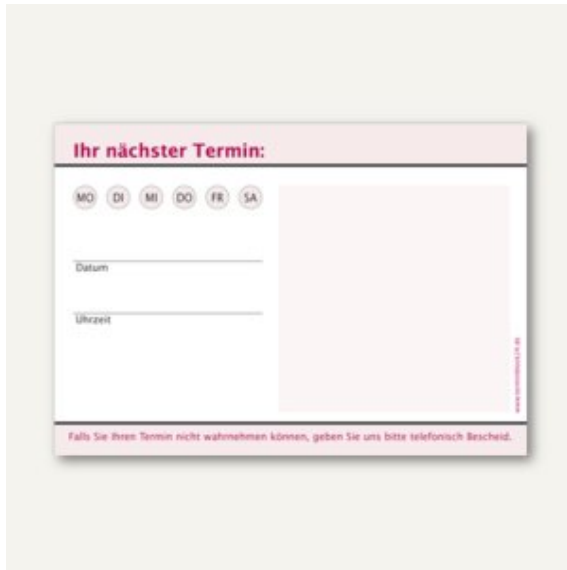 Ihr nächster Termin:
MO DI MI DO FR SA
Datum
Uhrzeit
Falls Sie Ihren Termin nicht wahrnehmen können, geben Sie uns bitte telefonisch Bescheid.